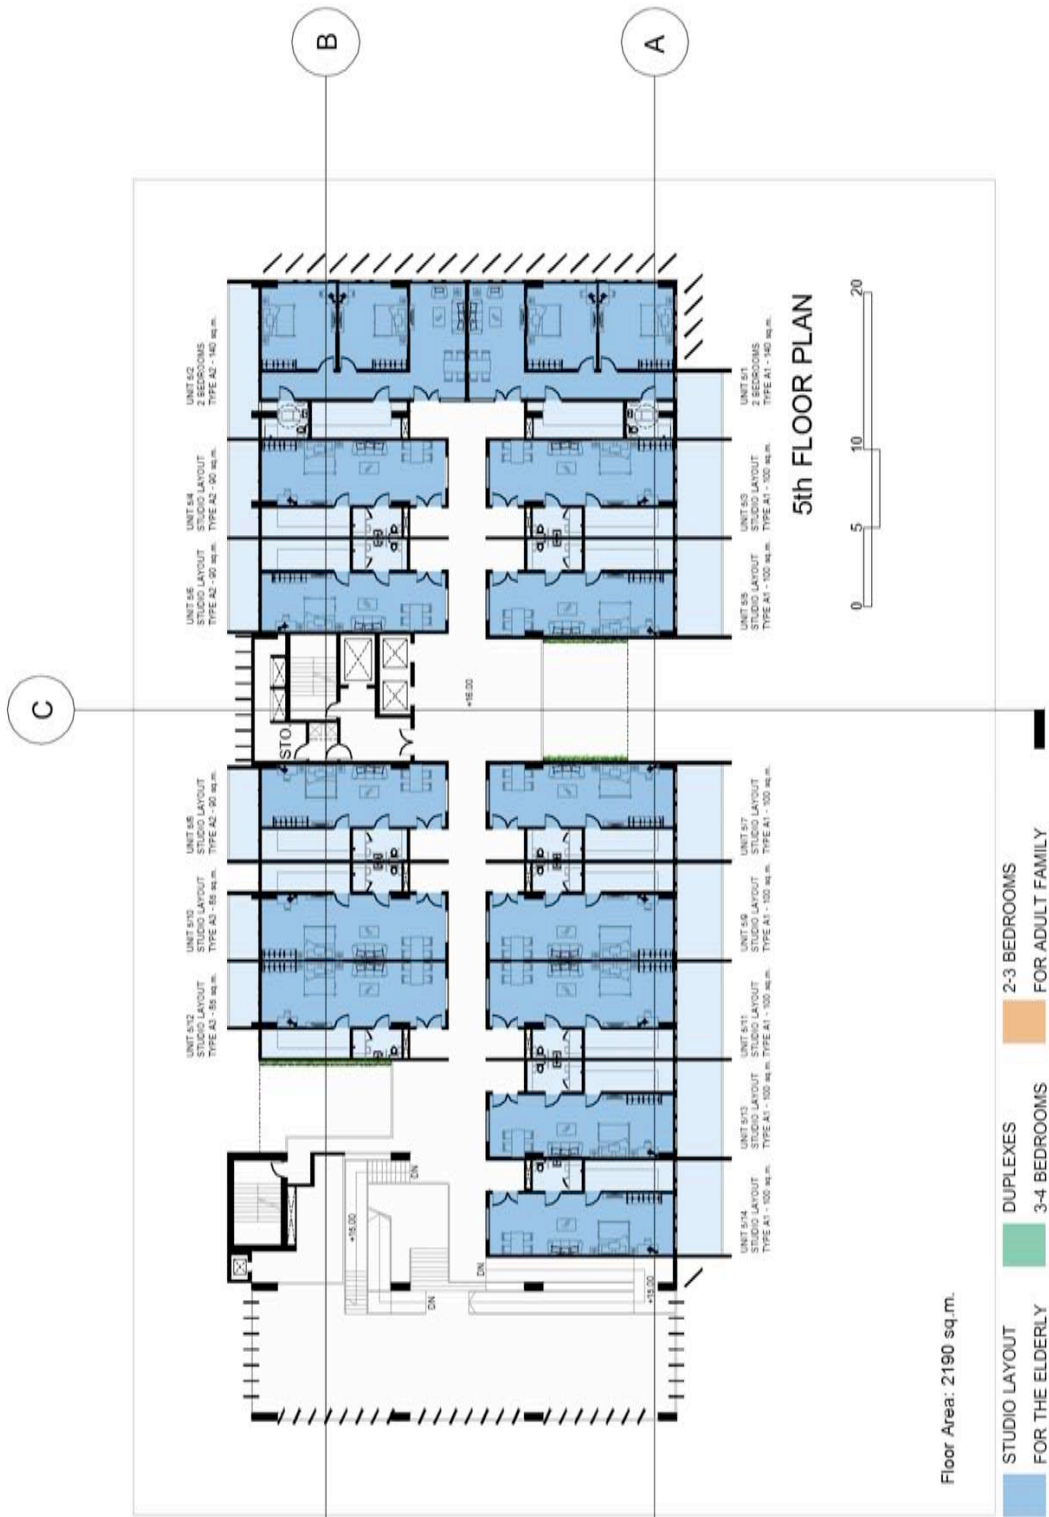 C
UNIT 5/12
STUDIO LAYOUT
TYPE A3 - 85 sq.m.
UNIT 5/10
STUDIO LAYOUT
TYPE A3 - 85 sq.m.
UNIT 5/8
STUDIO LAYOUT
TYPE A2 - 90 sq.m.
UNIT 5/6
STUDIO LAYOUT
TYPE A2 - 90 sq.m.
UNIT 5/4
STUDIO LAYOUT
TYPE A2 - 90 sq.m.
UNIT 5/2
2 BEDROOMS
TYPE A2 - 140 sq.m.
STO.
B
+16.00
DN
DN
+16.00
DN
+15.00
A
UNIT 5/14
STUDIO LAYOUT
TYPE A1 - 100 sq.m.
UNIT 5/13
STUDIO LAYOUT
TYPE A1 - 100 sq.m.
UNIT 5/11
STUDIO LAYOUT
TYPE A1 - 100 sq.m.
UNIT 5/9
STUDIO LAYOUT
TYPE A1 - 100 sq.m.
UNIT 5/7
STUDIO LAYOUT
TYPE A1 - 100 sq.m.
UNIT 5/5
STUDIO LAYOUT
TYPE A1 - 100 sq.m.
UNIT 5/3
STUDIO LAYOUT
TYPE A1 - 100 sq.m.
UNIT 5/1
2 BEDROOMS
TYPE A1 - 140 sq.m.
5th FLOOR PLAN
0 5 10 20
Floor Area: 2190 sq.m.
STUDIO LAYOUT
FOR THE ELDERLY
DUPLEXES
3-4 BEDROOMS
2-3 BEDROOMS
FOR ADULT FAMILY